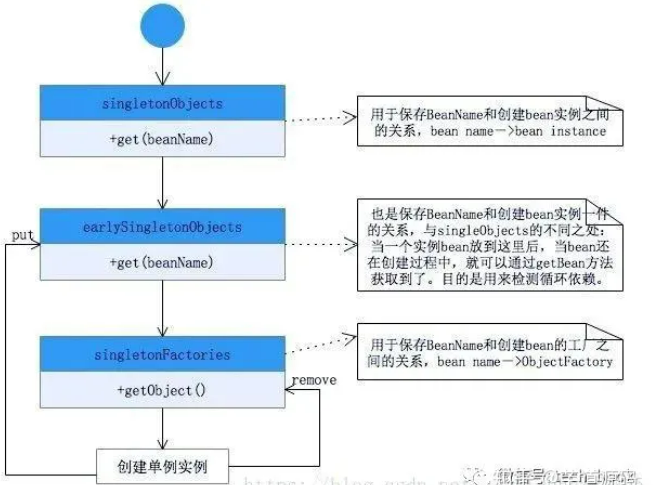 singletonObjects
+get(beanName)
用于保存BeanName和创建bean实例之间
的关系，bean name—>bean instance
put
earlySingletonObjects
+get(beanName)
也是保存BeanName和创建bean实例一件
的关系，与singleObjects的不同之处：
当一个实例bean放到这里后，当bean还
在创建过程中，就可以通过getBean方法
获取到了。目的是用来检测循环依赖。
singletonFactories
+getObject()
remove
用于保存BeanName和创建bean的工厂之
间的关系，bean name—>ObjectFactory
创建单例实例